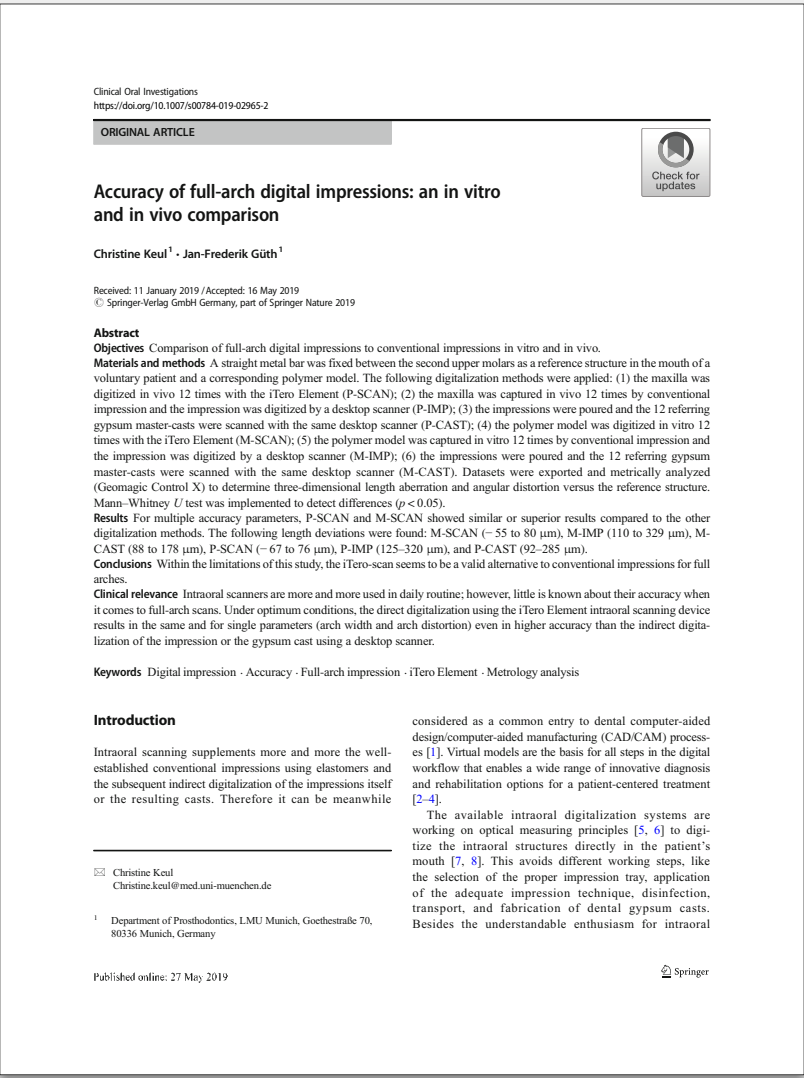 Clinical Oral Investigations
https://doi.org/10.1007/s00784-019-02965-2
ORIGINAL ARTICLE
Check for
updates
Accuracy of full-arch digital impressions: an in vitro
and in vivo comparison
Christine Keul 1 · Jan-Frederik Güth 1
Received: 11 January 2019 / Accepted: 16 May 2019
© Springer-Verlag GmbH Germany, part of Springer Nature 2019
Abstract
Objectives Comparison of full-arch digital impressions to conventional impressions in vitro and in vivo.
Materials and methods A straight metal bar was fixed between the second upper molars as a reference structure in the mouth of a
voluntary patient and a corresponding polymer model. The following digitalization methods were applied: (1) the maxilla was
digitized in vivo 12 times with the iTero Element (P-SCAN); (2) the maxilla was captured in vivo 12 times by conventional
impression and the impression was digitized by a desktop scanner (P-IMP); (3) the impressions were poured and the 12 referring
gypsum master-casts were scanned with the same desktop scanner (P-CAST); (4) the polymer model was digitized in vitro 12
times with the iTero Element (M-SCAN); (5) the polymer model was captured in vitro 12 times by conventional impression and
the impression was digitized by a desktop scanner (M-IMP); (6) the impressions were poured and the 12 referring gypsum
master-casts were scanned with the same desktop scanner (M-CAST). Datasets were exported and metrically analyzed
(Geomagic Control X) to determine three-dimensional length aberration and angular distortion versus the reference structure.
Mann–Whitney U test was implemented to detect differences (p < 0.05).
Results For multiple accuracy parameters, P-SCAN and M-SCAN showed similar or superior results compared to the other
digitalization methods. The following length deviations were found: M-SCAN (− 55 to 80 μm), M-IMP (110 to 329 μm), M-
CAST (88 to 178 μm), P-SCAN (− 67 to 76 μm), P-IMP (125–320 μm), and P-CAST (92–285 μm).
Conclusions Within the limitations of this study, the iTero-scan seems to be a valid alternative to conventional impressions for full
arches.
Clinical relevance Intraoral scanners are more and more used in daily routine; however, little is known about their accuracy when
it comes to full-arch scans. Under optimum conditions, the direct digitalization using the iTero Element intraoral scanning device
results in the same and for single parameters (arch width and arch distortion) even in higher accuracy than the indirect digita-
lization of the impression or the gypsum cast using a desktop scanner.
Keywords Digital impression · Accuracy · Full-arch impression · iTero Element · Metrology analysis
Introduction
Intraoral scanning supplements more and more the well-
established conventional impressions using elastomers and
the subsequent indirect digitalization of the impressions itself
or the resulting casts. Therefore it can be meanwhile
considered as a common entry to dental computer-aided
design/computer-aided manufacturing (CAD/CAM) process-
es [1]. Virtual models are the basis for all steps in the digital
workflow that enables a wide range of innovative diagnosis
and rehabilitation options for a patient-centered treatment
[2–4].
The available intraoral digitalization systems are
working on optical measuring principles [5, 6] to digi-
tize the intraoral structures directly in the patient's
mouth [7, 8]. This avoids different working steps, like
the selection of the proper impression tray, application
of the adequate impression technique, disinfection,
transport, and fabrication of dental gypsum casts.
Besides the understandable enthusiasm for intraoral
Christine Keul
Christine.keul@med.uni-muenchen.de
1 Department of Prosthodontics, LMU Munich, Goethestraße 70,
80336 Munich, Germany
Published online: 27 May 2019
Springer